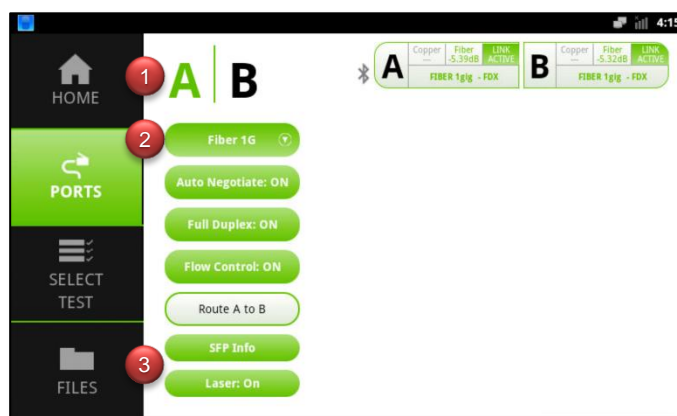 4:15
HOME
1
A B
A
Copper
---
Fiber
-5.39dB
LINK
ACTIVE
FIBER 1gig - FDX
B
Copper
---
Fiber
-5.32dB
LINK
ACTIVE
FIBER 1gig - FDX
2
Fiber 1G
PORTS
Auto Negotiate: ON
Full Duplex: ON
SELECT
TEST
Flow Control: ON
Route A to B
3
SFP Info
FILES
Laser: On